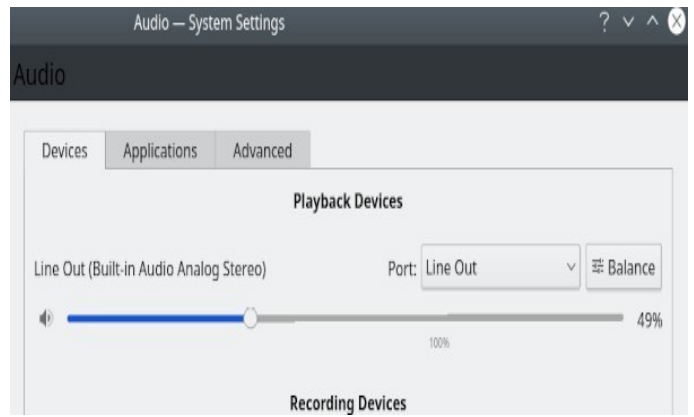 Audio — System Settings
Audio
Devices Applications Advanced
Playback Devices
Line Out (Built-in Audio Analog Stereo) Port: Line Out Balance
49%
100%
Recording Devices